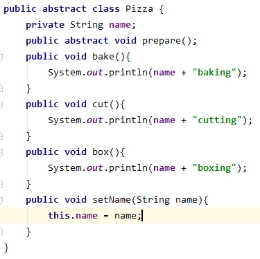 public abstract class Pizza {
    private String name;
    public abstract void prepare();
    public void bake(){
        System.out.println(name + "baking");
    }
    public void cut(){
        System.out.println(name + "cutting");
    }
    public void box(){
        System.out.println(name + "boxing");
    }
    public void setName(String name){
        this.name = name;
    }
}